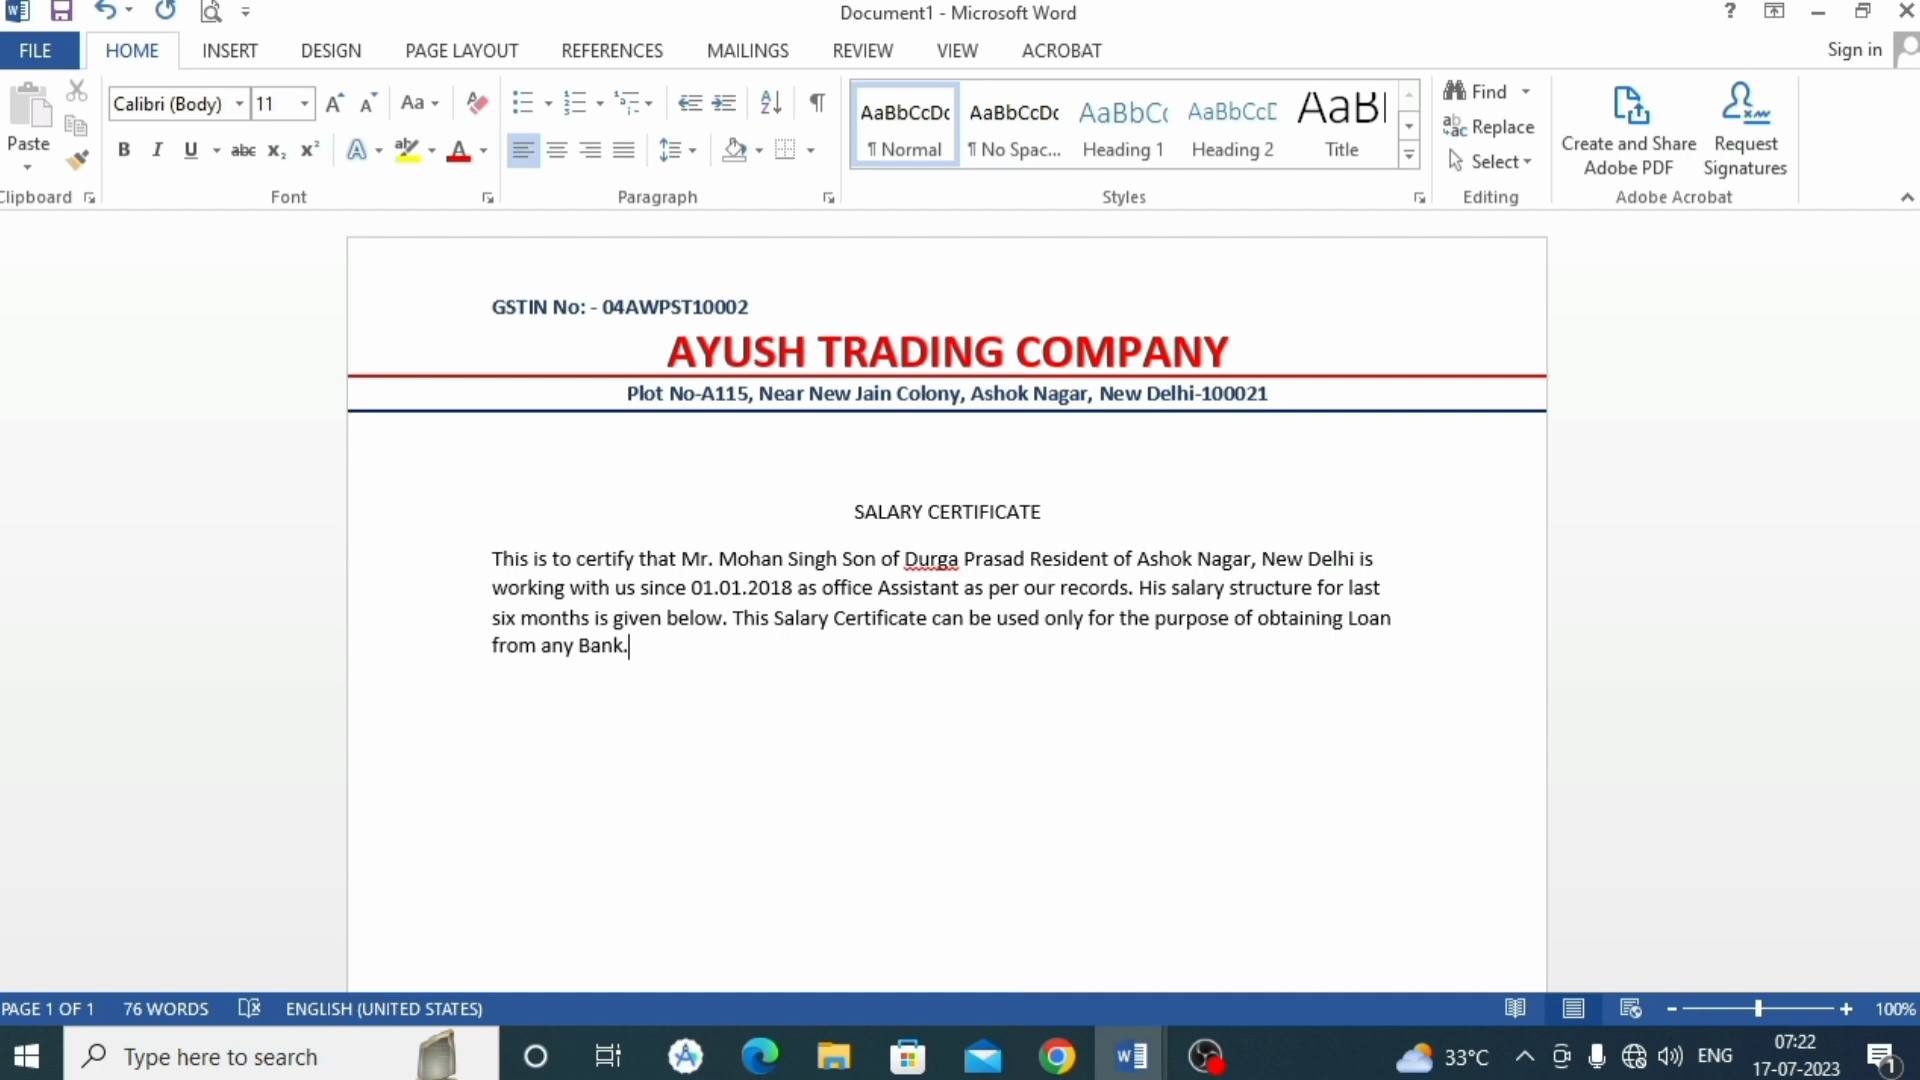 Document1 - Microsoft Word
FILE HOME INSERT DESIGN PAGE LAYOUT REFERENCES MAILINGS REVIEW VIEW ACROBAT Sign in
Calibri (Body) 11 Aa
Paste
B I U abc x₂ x² A ab A
AaBbCcDc AaBbCcDc AaBbC AaBbCcD AaB
¶ Normal ¶ No Spac... Heading 1 Heading 2 Title
Find
Replace
Select
Create and Share Adobe PDF
Request Signatures
Clipboard Font Paragraph Styles Editing Adobe Acrobat
GSTIN No: - 04AWPST10002
AYUSH TRADING COMPANY
Plot No-A115, Near New Jain Colony, Ashok Nagar, New Delhi-100021
SALARY CERTIFICATE
This is to certify that Mr. Mohan Singh Son of Durga Prasad Resident of Ashok Nagar, New Delhi is
working with us since 01.01.2018 as office Assistant as per our records. His salary structure for last
six months is given below. This Salary Certificate can be used only for the purpose of obtaining Loan
from any Bank.
PAGE 1 OF 1 76 WORDS ENGLISH (UNITED STATES) 100%
Type here to search 33°C ENG 07:22
17-07-2023